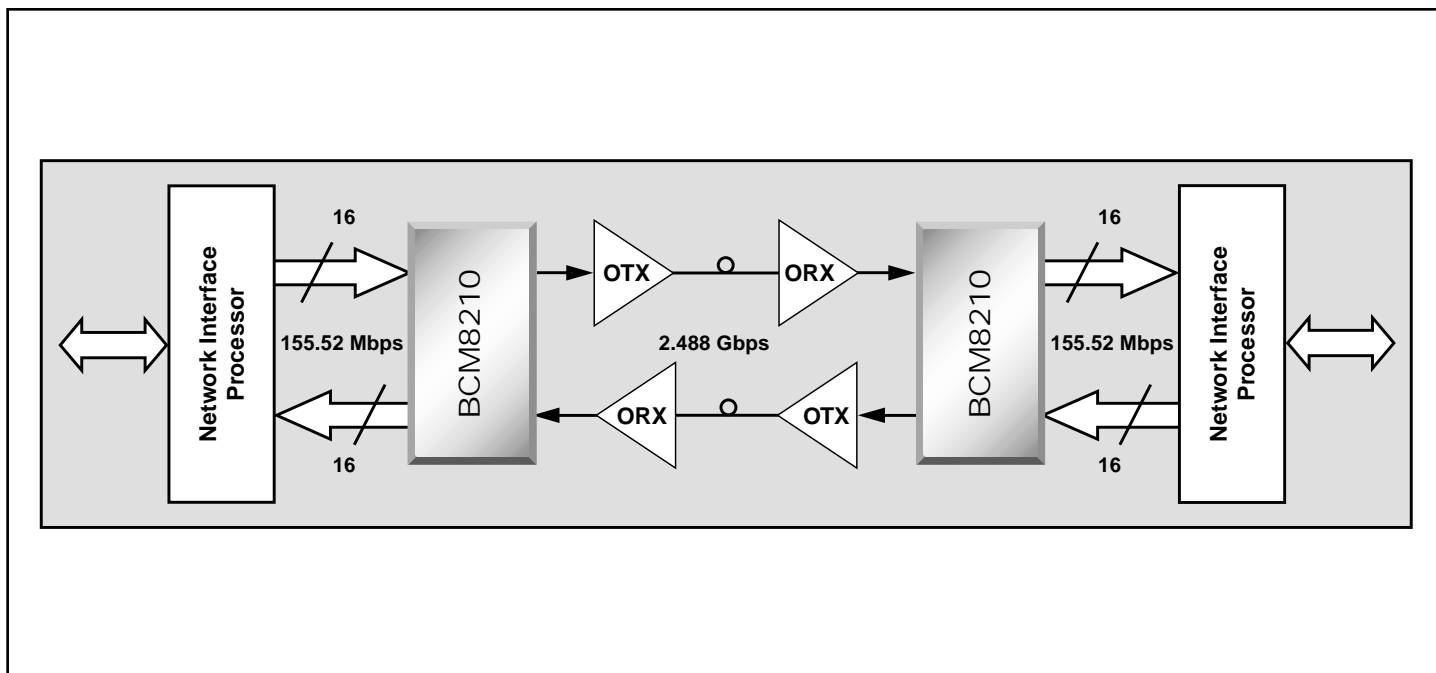 Network Interface
Processor
16
155.52 Mbps
16
BCM8210
OTX
ORX
2.488 Gbps
ORX
OTX
BCM8210
16
155.52 Mbps
16
Network Interface
Processor